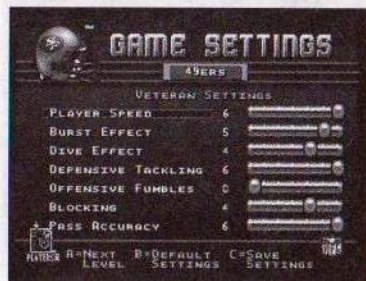 GAME SETTINGS
49ERS
VETERAN SETTINGS
PLAYER SPEED 6
BURST EFFECT 5
DIVE EFFECT 4
DEFENSIVE TACKLING 6
OFFENSIVE FUMBLES 0
BLOCKING 4
PASS ACCURACY 6
A=NEXT LEVEL B=DEFAULT SETTINGS C=SAVE SETTINGS